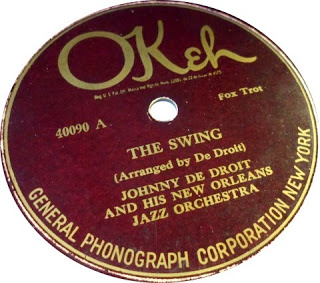 OKeh
Fox Trot
40090 A.
THE SWING
(Arranged by De Droit)
JOHNNY DE DROIT
AND HIS NEW ORLEANS
JAZZ ORCHESTRA
GENERAL PHONOGRAPH CORPORATION NEW YORK